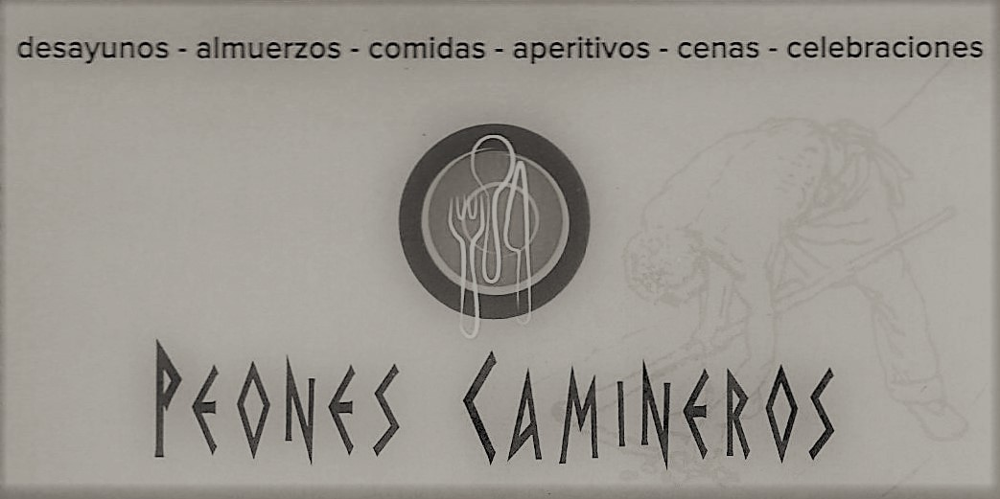 desayunos - almuerzos - comidas - aperitivos - cenas - celebraciones
PEONES CAMINEROS